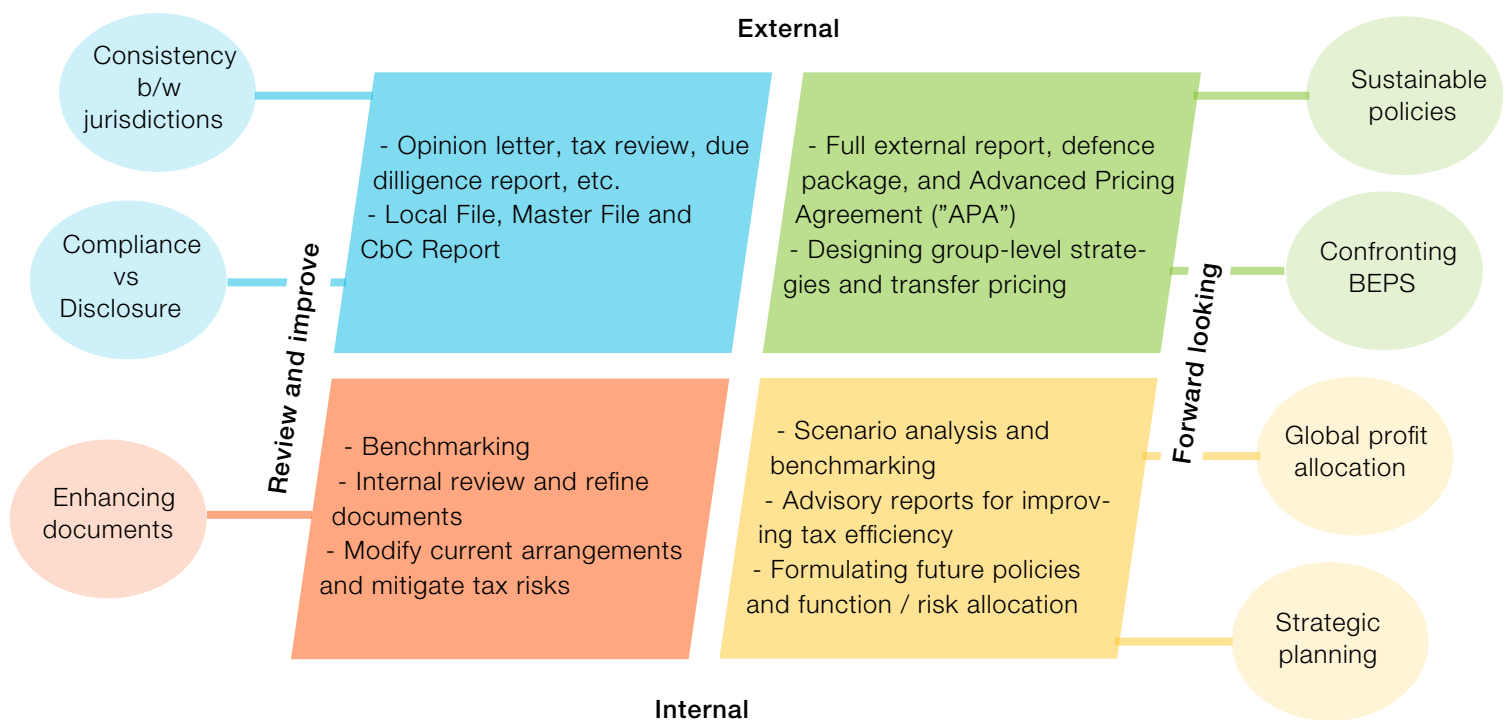 External
Consistency
b/w
jurisdictions
Compliance
vs
Disclosure
Enhancing
documents
Review and improve
- Opinion letter, tax review, due
dilligence report, etc.
- Local File, Master File and
CbC Report
- Full external report, defence
package, and Advanced Pricing
Agreement (”APA”)
- Designing group-level strate-
gies and transfer pricing
- Benchmarking
- Internal review and refine
documents
- Modify current arrangements
and mitigate tax risks
- Scenario analysis and
benchmarking
- Advisory reports for improv-
ing tax efficiency
- Formulating future policies
and function / risk allocation
Forward looking
Sustainable
policies
Confronting
BEPS
Global profit
allocation
Strategic
planning
Internal